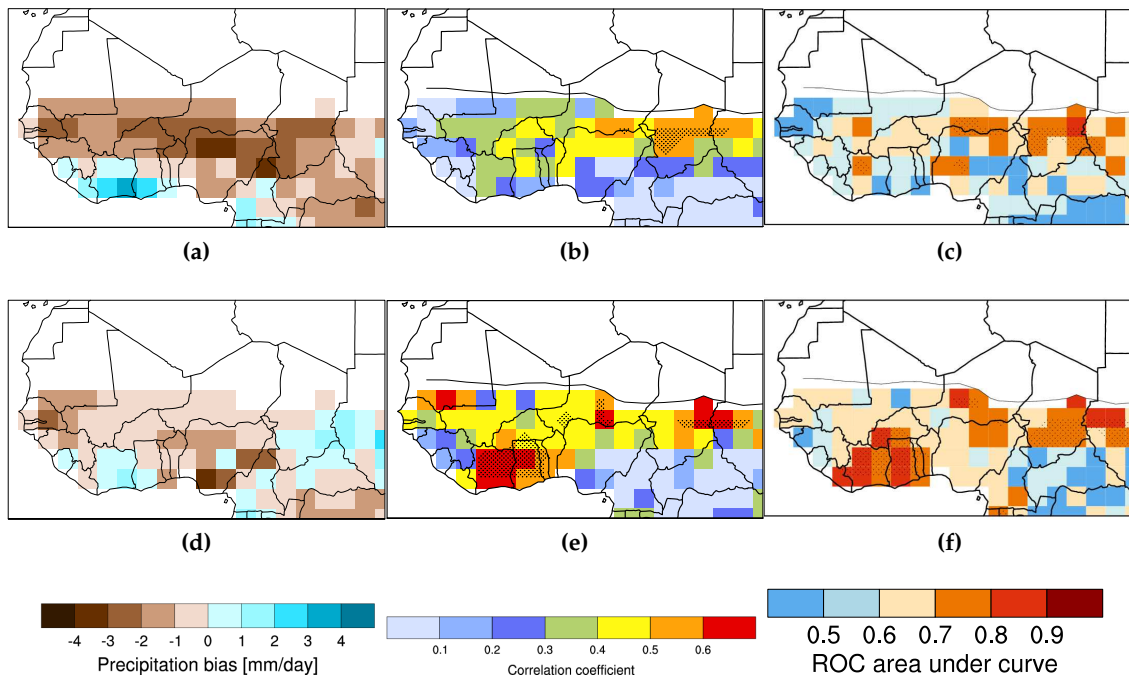 (a) (b) (c)
(d) (e) (f)
-4 -3 -2 -1 0 1 2 3 4
Precipitation bias [mm/day]
0.1 0.2 0.3 0.4 0.5 0.6
Correlation coefficient
0.5 0.6 0.7 0.8 0.9
ROC area under curve